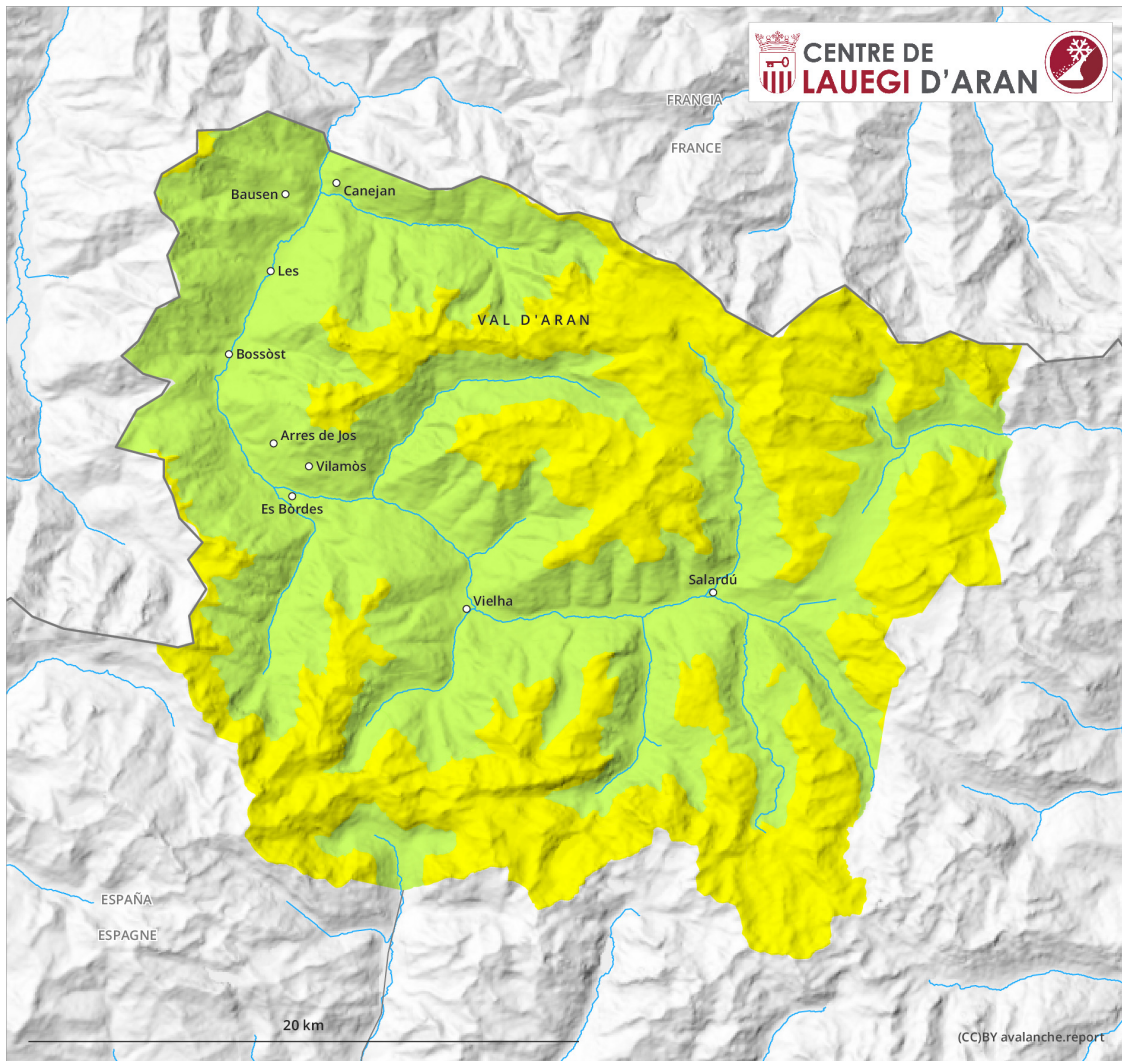 CENTRE DE
LAUEGI D'ARAN
FRANCIA
FRANCE
Bausen
Canejan
Les
VAL D'ARAN
Bossòst
Arres de Jos
Vilamòs
Es Bòrdes
Salardú
Vielha
ESPAÑA
ESPAGNE
20 km
(CC)BY avalanche.report